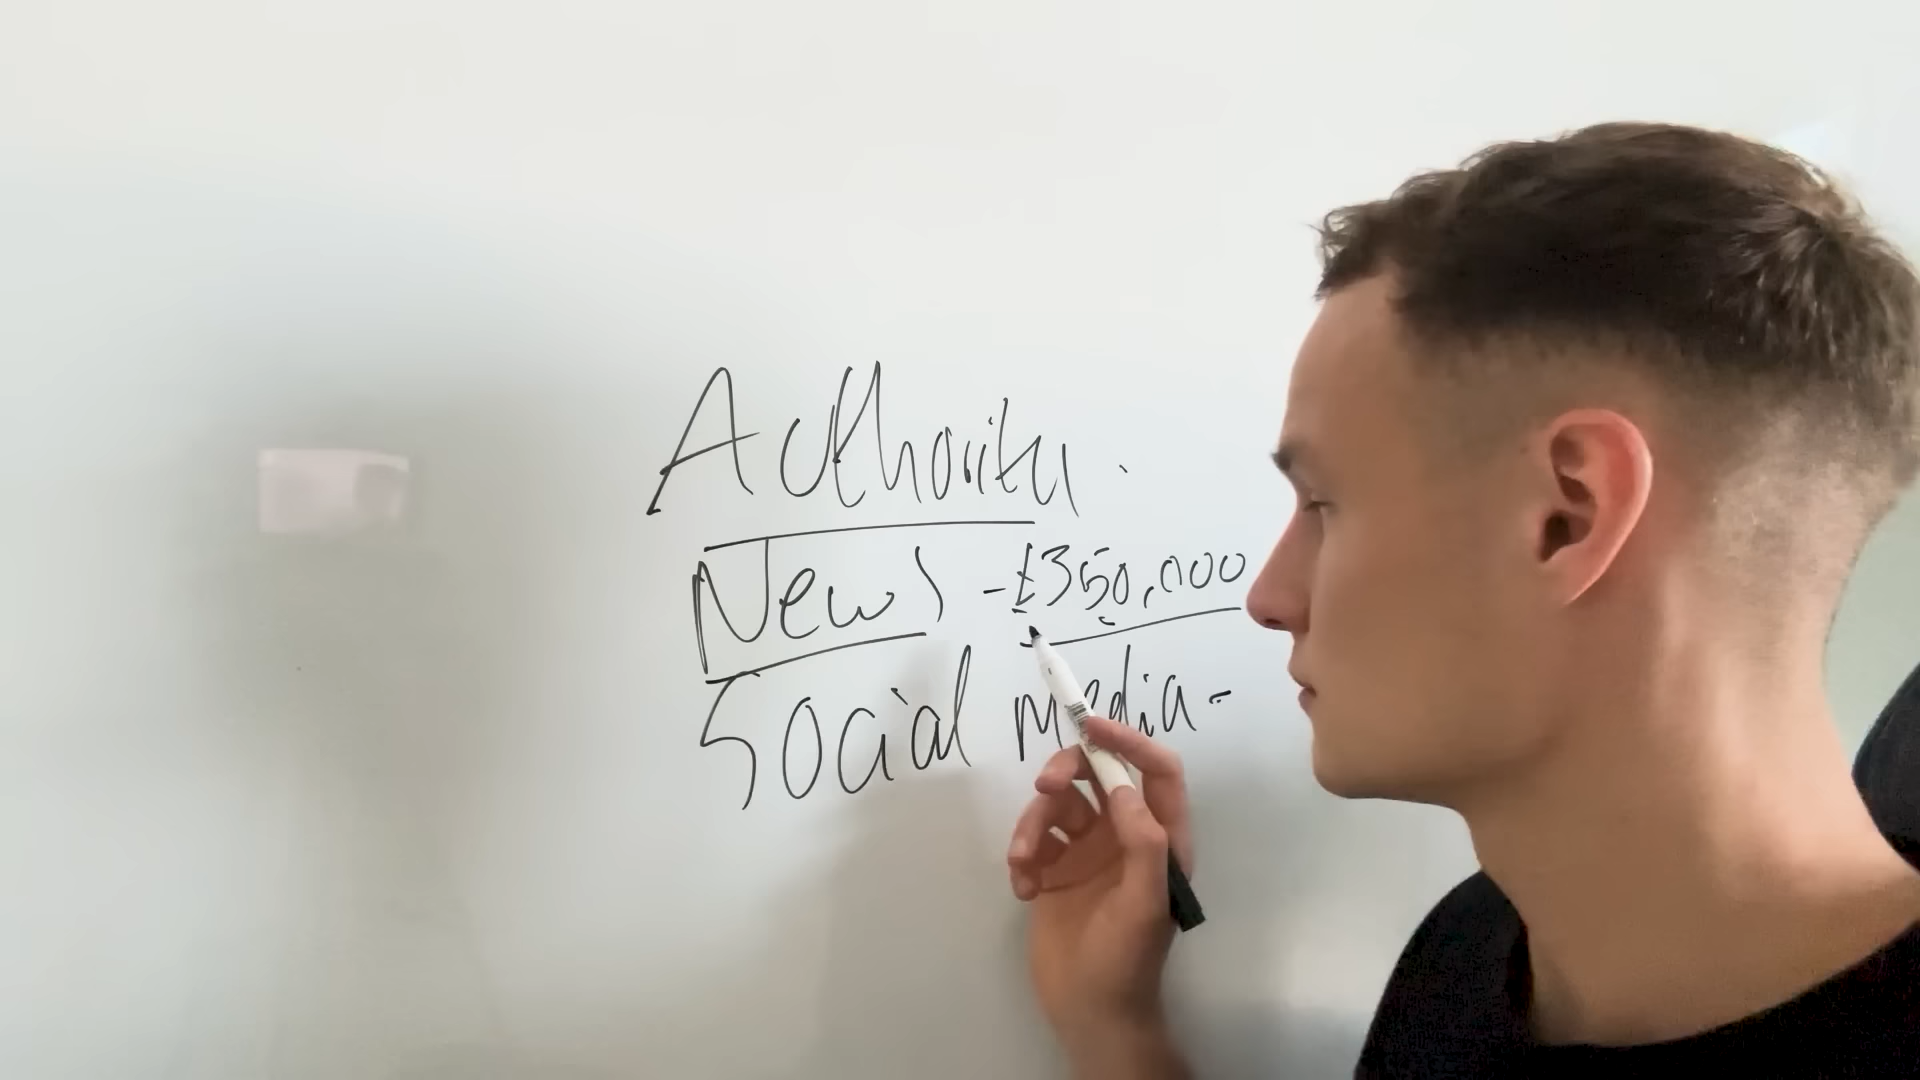 Authority.
News - £350,000
Social media -